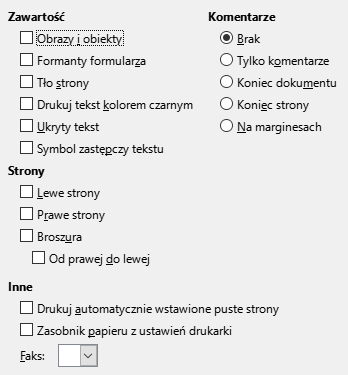 Zawartość
Obrazy i obiekty
Formanty formularza
Tło strony
Drukuj tekst kolorem czarnym
Ukryty tekst
Symbol zastępczy tekstu
Komentarze
Brak
Tylko komentarze
Koniec dokumentu
Koniec strony
Na marginesach
Strony
Lewe strony
Prawe strony
Broszura
Od prawej do lewej
Inne
Drukuj automatycznie wstawione puste strony
Zasobnik papieru z ustawień drukarki
Faks: